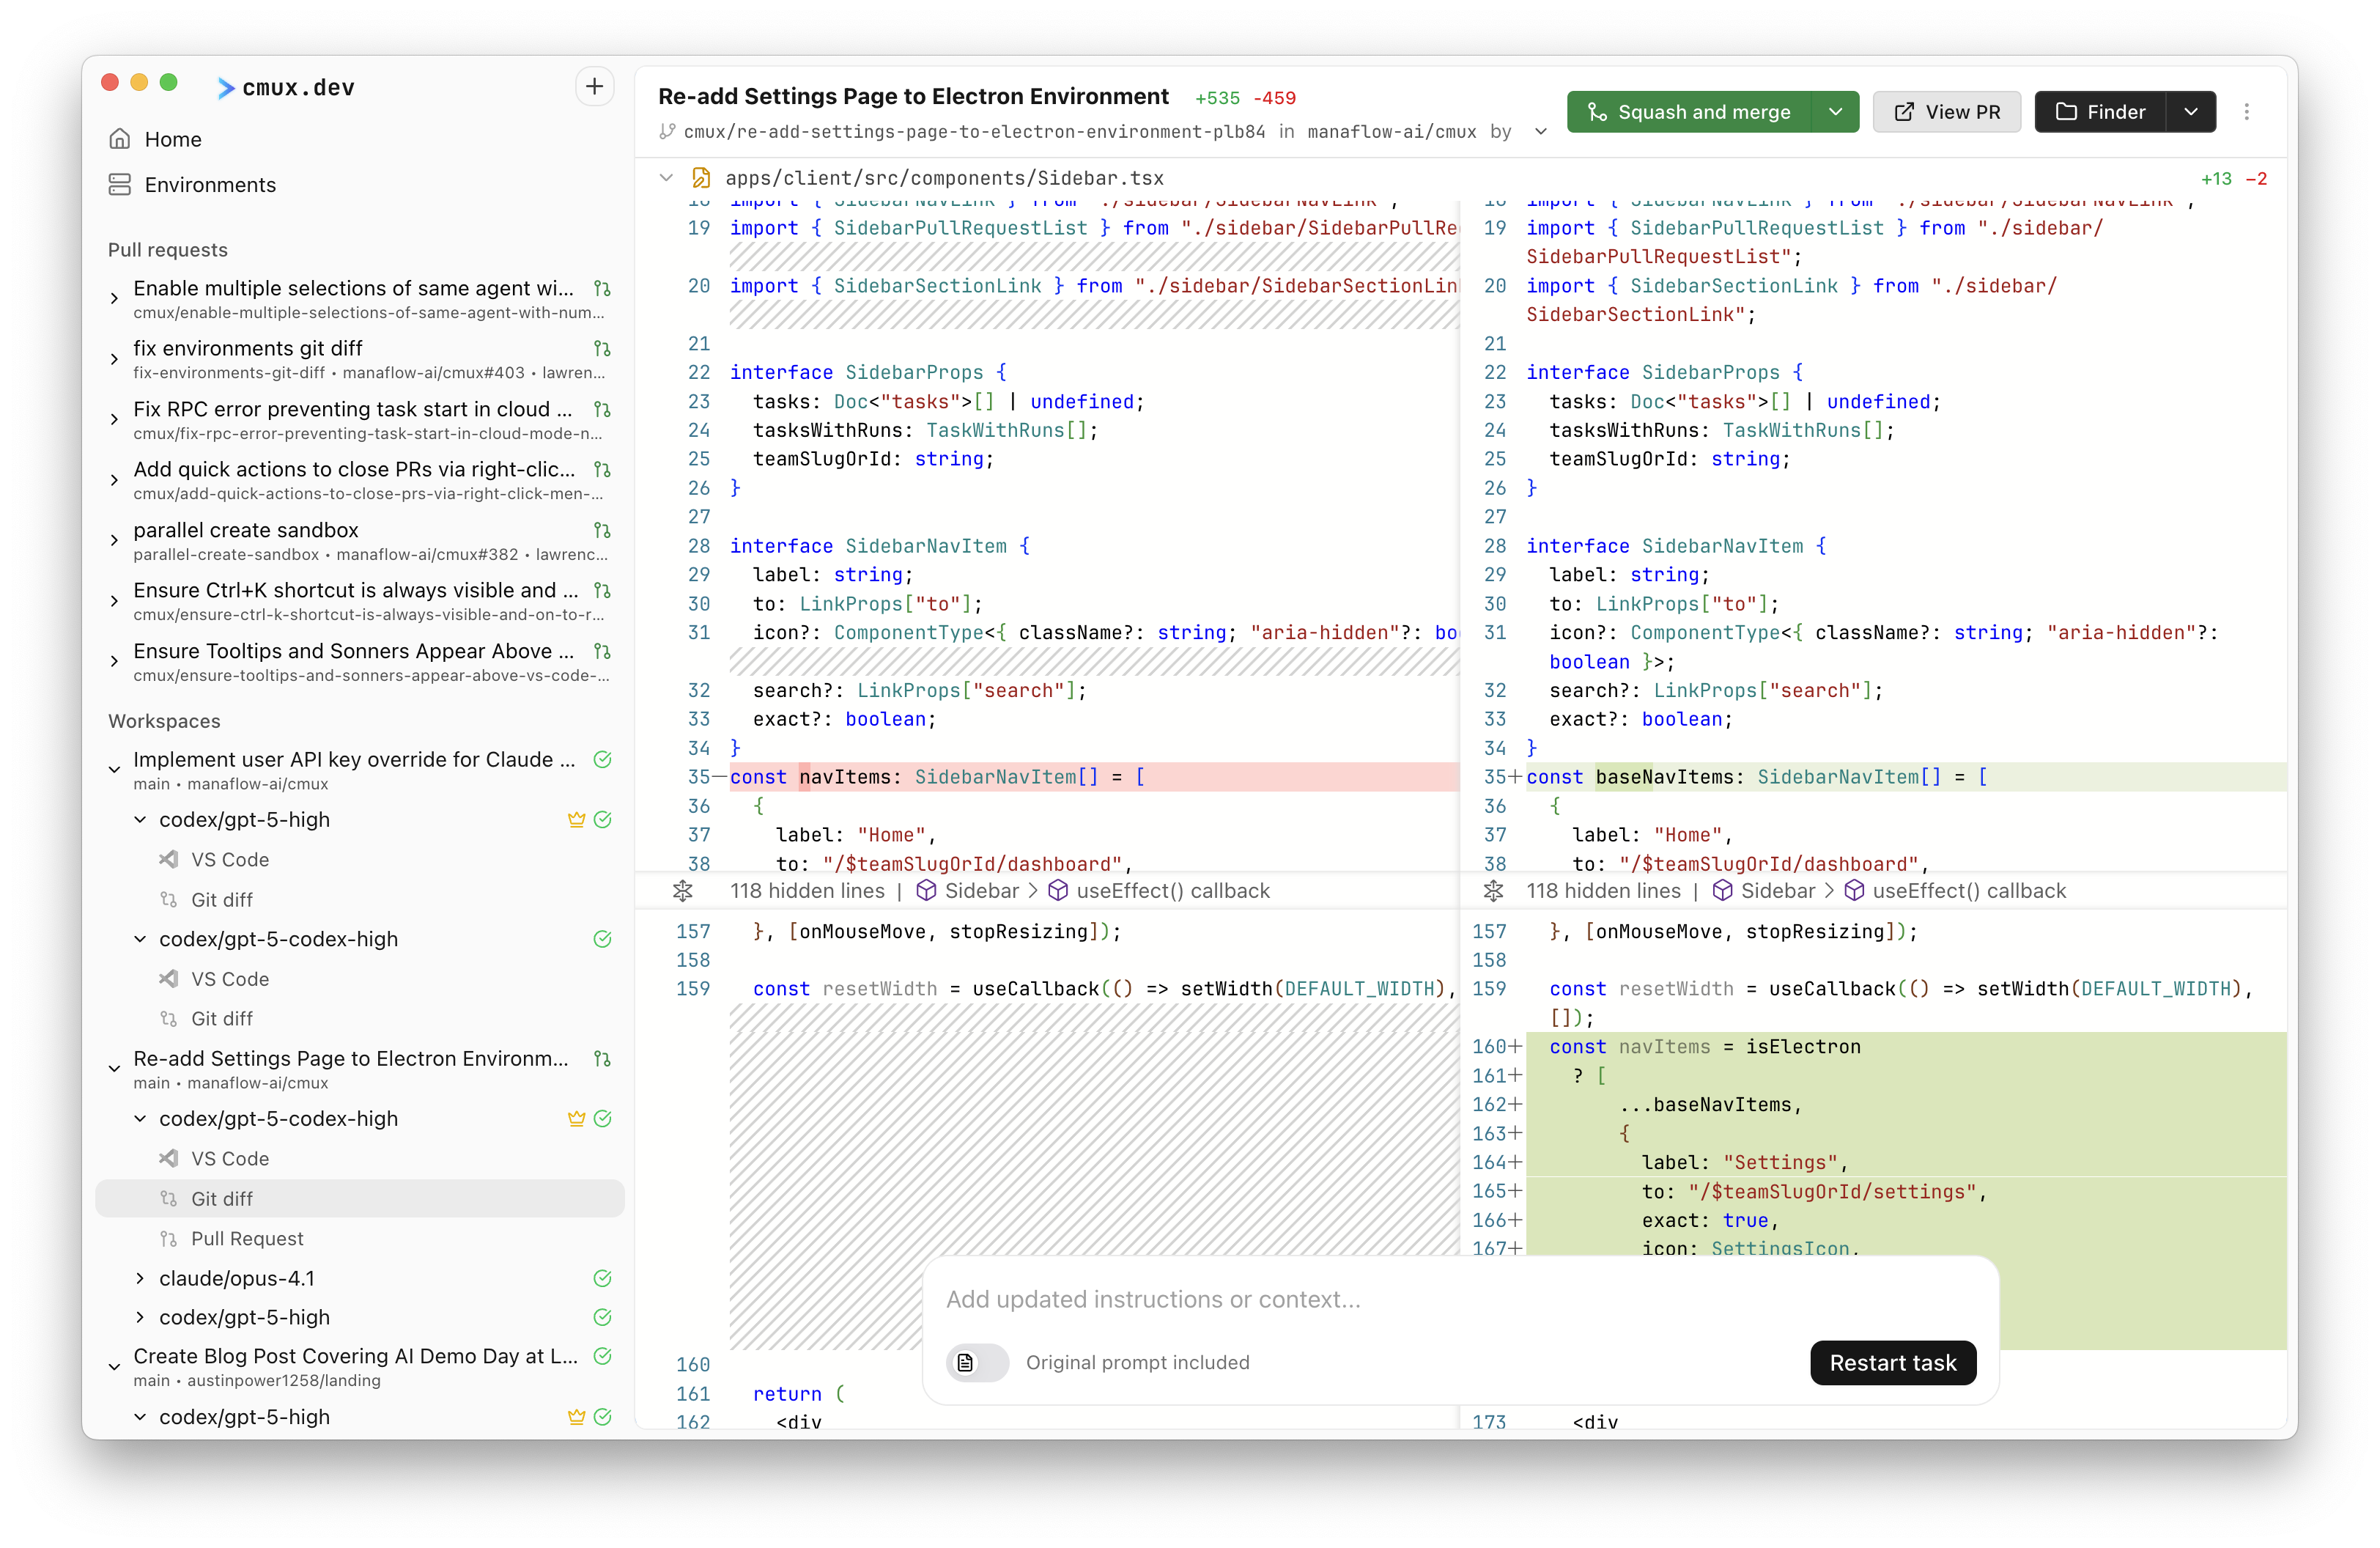 cmux.dev
Home
Environments
Pull requests
Enable multiple selections of same agent wi...
cmux/enable-multiple-selections-of-same-agent-with-num...
fix environments git diff
fix-environments-git-diff • manaflow-ai/cmux#403 • lawren...
Fix RPC error preventing task start in cloud ...
cmux/fix-rpc-error-preventing-task-start-in-cloud-mode-n...
Add quick actions to close PRs via right-clic...
cmux/add-quick-actions-to-close-prs-via-right-click-men-...
parallel create sandbox
parallel-create-sandbox • manaflow-ai/cmux#382 • lawrenc...
Ensure Ctrl+K shortcut is always visible and ...
cmux/ensure-ctrl-k-shortcut-is-always-visible-and-on-to-r...
Ensure Tooltips and Sonners Appear Above ...
cmux/ensure-tooltips-and-sonners-appear-above-vs-code-...
Workspaces
Implement user API key override for Claude ...
main • manaflow-ai/cmux
codex/gpt-5-high
VS Code
Git diff
codex/gpt-5-codex-high
VS Code
Git diff
Re-add Settings Page to Electron Environm...
main • manaflow-ai/cmux
codex/gpt-5-codex-high
VS Code
Git diff
Pull Request
claude/opus-4.1
codex/gpt-5-high
Create Blog Post Covering AI Demo Day at L...
main • austinpower1258/landing
codex/gpt-5-high
Re-add Settings Page to Electron Environment +535 -459
cmux/re-add-settings-page-to-electron-environment-plb84 in manaflow-ai/cmux by
Squash and merge
View PR
Finder
apps/client/src/components/Sidebar.tsx +13 −2
18 import { SidebarNavLink } from "./sidebar/SidebarNavLink";
19 import { SidebarPullRequestList } from "./sidebar/SidebarPullRe
20 import { SidebarSectionLink } from "./sidebar/SidebarSectionLin
21
22 interface SidebarProps {
23 tasks: Doc<"tasks">[] | undefined;
24 tasksWithRuns: TaskWithRuns[];
25 teamSlugOrId: string;
26 }
27
28 interface SidebarNavItem {
29 label: string;
30 to: LinkProps["to"];
31 icon?: ComponentType<{ className?: string; "aria-hidden"?: bo
32 search?: LinkProps["search"];
33 exact?: boolean;
34 }
35− const navItems: SidebarNavItem[] = [
36 {
37 label: "Home",
38 to: "/$teamSlugOrId/dashboard",
118 hidden lines | Sidebar > useEffect() callback
157 }, [onMouseMove, stopResizing]);
158
159 const resetWidth = useCallback(() => setWidth(DEFAULT_WIDTH),
160
161 return (
162 <div
18 import { SidebarNavLink } from "./sidebar/SidebarNavLink";
19 import { SidebarPullRequestList } from "./sidebar/
SidebarPullRequestList";
20 import { SidebarSectionLink } from "./sidebar/
SidebarSectionLink";
21
22 interface SidebarProps {
23 tasks: Doc<"tasks">[] | undefined;
24 tasksWithRuns: TaskWithRuns[];
25 teamSlugOrId: string;
26 }
27
28 interface SidebarNavItem {
29 label: string;
30 to: LinkProps["to"];
31 icon?: ComponentType<{ className?: string; "aria-hidden"?:
boolean }>;
32 search?: LinkProps["search"];
33 exact?: boolean;
34 }
35+ const baseNavItems: SidebarNavItem[] = [
36 {
37 label: "Home",
38 to: "/$teamSlugOrId/dashboard",
118 hidden lines | Sidebar > useEffect() callback
157 }, [onMouseMove, stopResizing]);
158
159 const resetWidth = useCallback(() => setWidth(DEFAULT_WIDTH),
[]);
160+ const navItems = isElectron
161+ ? [
162+ ...baseNavItems,
163+ {
164+ label: "Settings",
165+ to: "/$teamSlugOrId/settings",
166+ exact: true,
167+ icon: SettingsIcon,
173 <div
Add updated instructions or context...
Original prompt included
Restart task